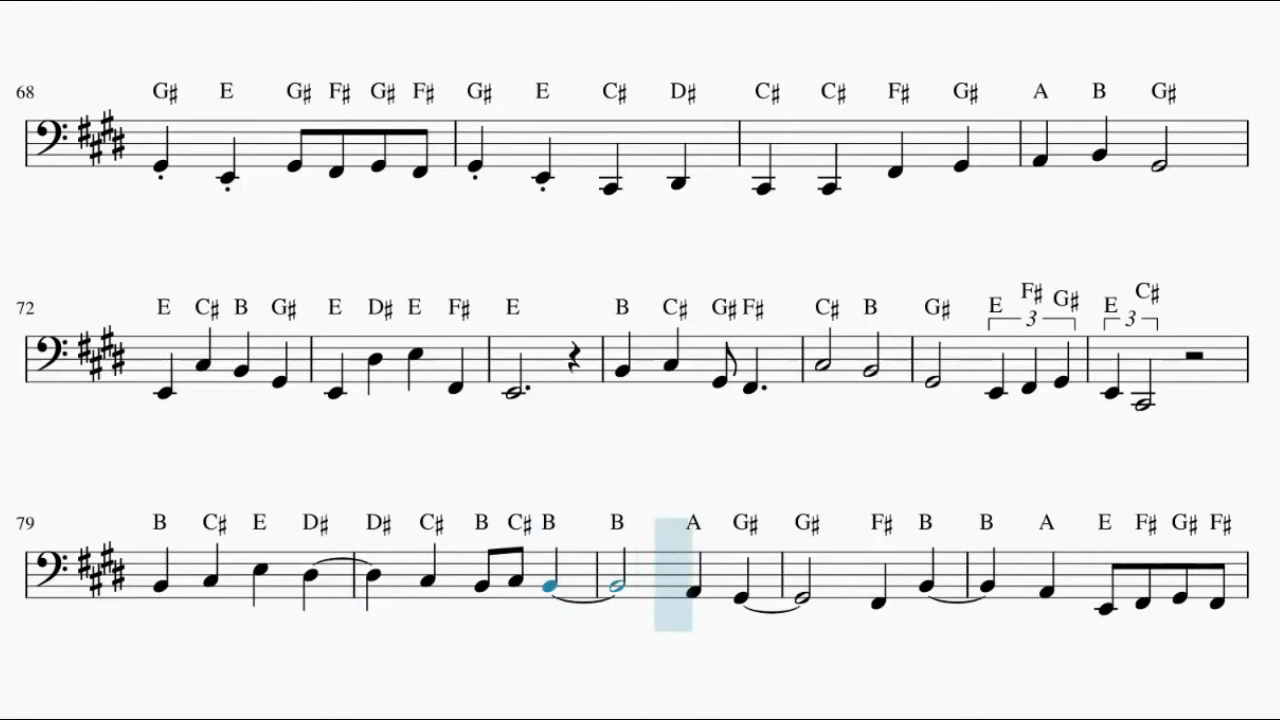 68 G♯ E G♯ F♯ G♯ F♯ G♯ E C♯ D♯ C♯ C♯ F♯ G♯ A B G♯
72 E C♯ B G♯ E D♯ E F♯ E B C♯ G♯ F♯ C♯ B G♯ E F♯ G♯ E C♯
3 3
79 B C♯ E D♯ D♯ C♯ B C♯ B B A G♯ G♯ F♯ B B A E F♯ G♯ F♯